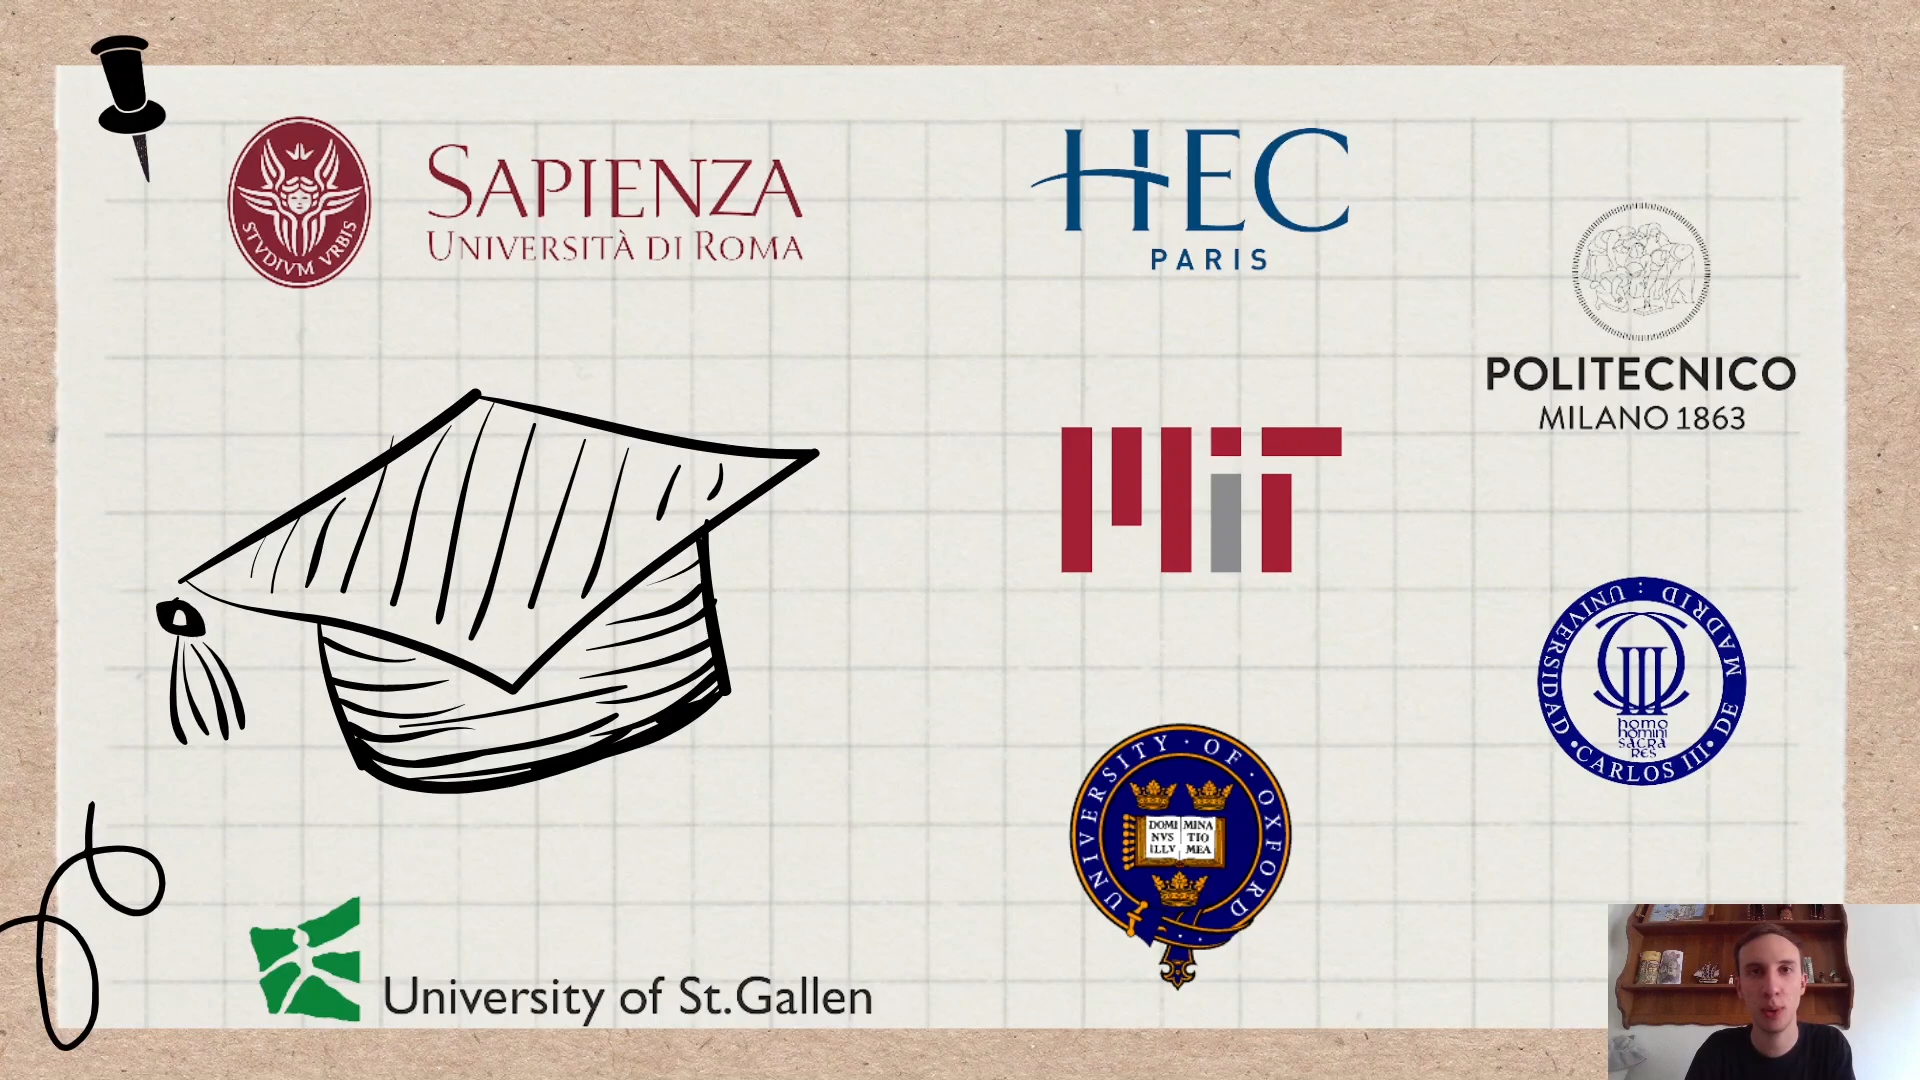 SAPIENZA
UNIVERSITÀ DI ROMA
STVDIVM VRBIS
HEC
PARIS
POLITECNICO
MILANO 1863
MIT
UNIVERSIDAD · CARLOS III · DE MADRID :
homo
homini
SACRA
RES
UNIVERSITY · OF · OXFORD
DOMI MINA
NVS TIO
ILLV MEA
University of St.Gallen